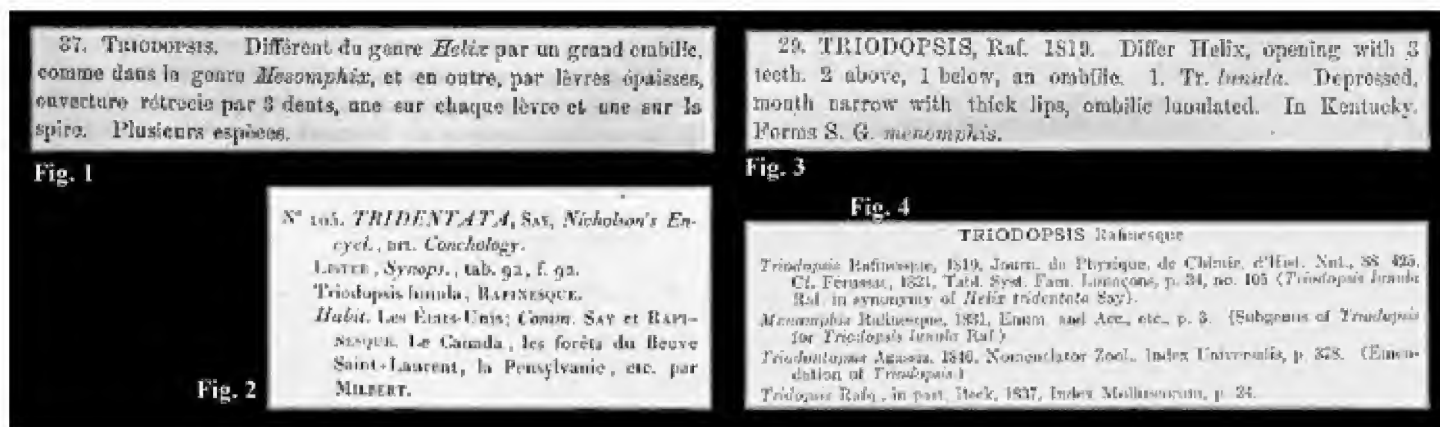 37. TRIODOPSIS. Différent du genre Helix par un grand ombilic,
comme dans le genre Mesomphix, et en outre, par lèvres épaisses,
ouverture rétrecie par 3 dents, une sur chaque lèvre et une sur la
spire. Plusieurs espèces.
Fig. 1
N° 105. TRIDENTATA, SAY, Nicholson's En-
cycl., art. Conchology.
LISTER, Synops., tab. 92, f. 92.
Triodopsis lunula, RAFINESQUE.
Habit. Les États-Unis; Comm. SAY et RAFI-
NESQUE. Le Canada, les forêts du fleuve
Saint-Laurent, la Pensylvanie, etc. par
MILBERT.
Fig. 2
29. TRIODOPSIS, Raf. 1819. Differ Helix, opening with 3
teeth. 2 above, 1 below, an ombilic. 1. Tr. lunula. Depressed,
mouth narrow with thick lips, ombilic lunulated. In Kentucky.
Forms S. G. menomphis.
Fig. 3
Fig. 4
TRIODOPSIS Rafinesque
Triodopsis Rafinesque, 1819, Journ. de Physique, de Chimie, d'Hist. Nat., 88: 425.
Cf. Ferussac, 1821, Tabl. Syst. Fam. Limaçons, p. 34, no. 105 (Triodopsis lunula
Raf. in synonymy of Helix tridentata Say).
Menomphis Rafinesque, 1831, Enum. and Acc., etc., p. 3. (Subgenus of Triodopsis
for Triodopsis lunula Raf.)
Triodontopsis Agassiz, 1846, Nomenclator Zool., Index Universalis, p. 378. (Emen-
dation of Triodopsis)
Tridopsis Rafq., in part, Beck, 1837, Index Molluscorum, p. 24.